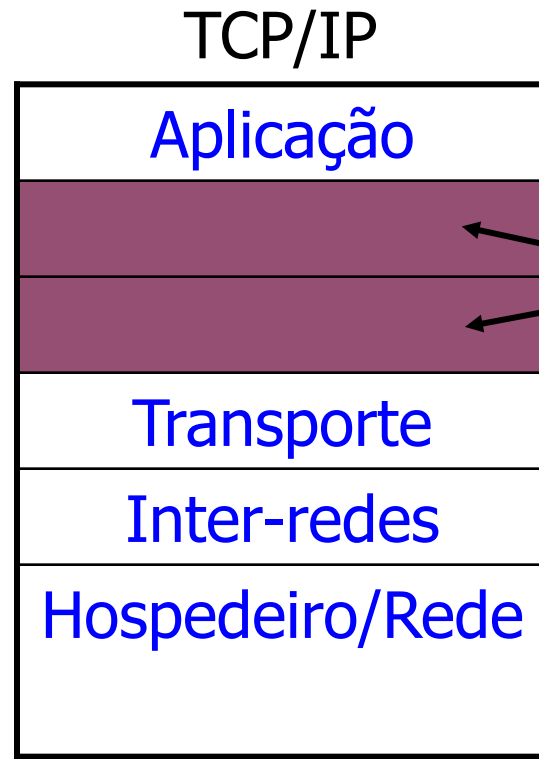 TCP/IP
Aplicação
Transporte
Inter-redes
Hospedeiro/Rede